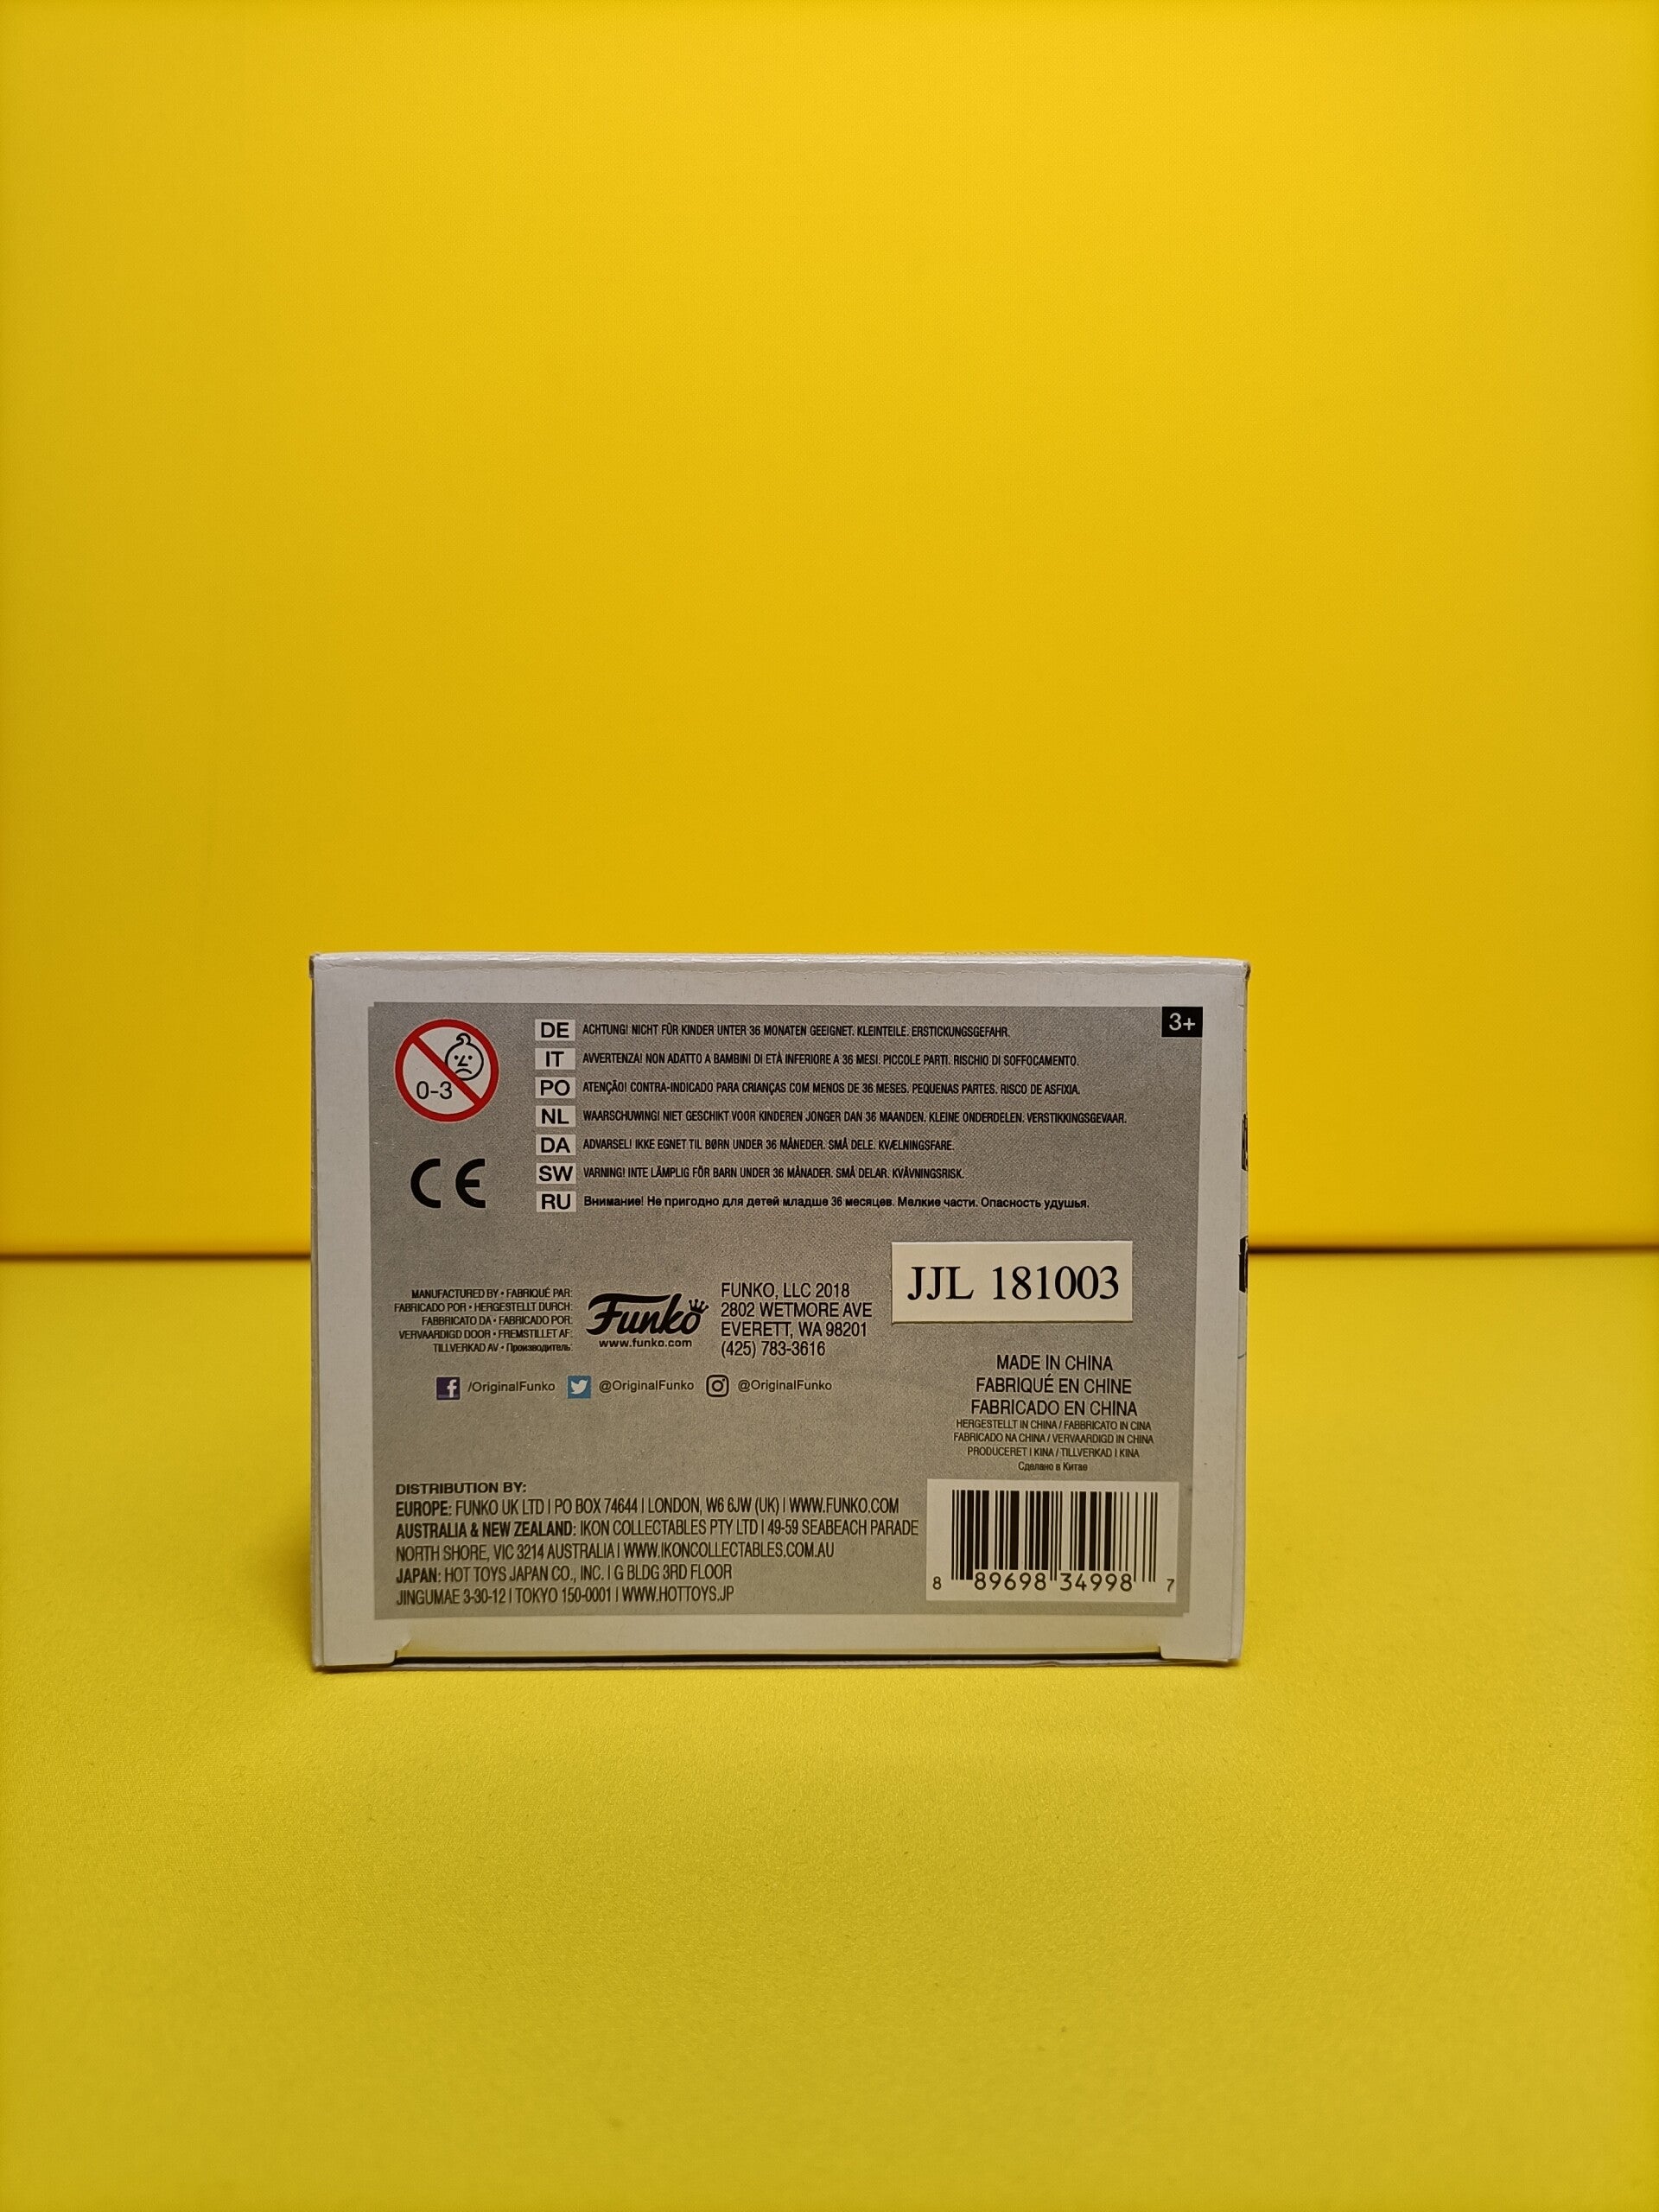 3+
0-3
DE ACHTUNG! NICHT FÜR KINDER UNTER 36 MONATEN GEEIGNET. KLEINTEILE. ERSTICKUNGSGEFAHR.
IT AVVERTENZA! NON ADATTO A BAMBINI DI ETÀ INFERIORE A 36 MESI. PICCOLE PARTI. RISCHIO DI SOFFOCAMENTO.
PO ATENÇÃO! CONTRA-INDICADO PARA CRIANÇAS COM MENOS DE 36 MESES. PEQUENAS PARTES. RISCO DE ASFIXIA.
NL WAARSCHUWING! NIET GESCHIKT VOOR KINDEREN JONGER DAN 36 MAANDEN. KLEINE ONDERDELEN. VERSTIKKINGSGEVAAR.
DA ADVARSEL! IKKE EGNET TIL BØRN UNDER 36 MÅNEDER. SMÅ DELE. KVÆLNINGSFARE.
SW VARNING! INTE LÄMPLIG FÖR BARN UNDER 36 MÅNADER. SMÅ DELAR. KVÄVNINGSRISK.
RU Внимание! Не пригодно для детей младше 36 месяцев. Мелкие части. Опасность удушья.
CE
JJL 181003
MANUFACTURED BY • FABRIQUÉ PAR:
FABRICADO POR • HERGESTELLT DURCH:
FABBRICATO DA • FABRICADO POR:
VERVAARDIGD DOOR • FREMSTILLET AF:
TILLVERKAD AV • Производитель:
Funko
www.funko.com
FUNKO, LLC 2018
2802 WETMORE AVE
EVERETT, WA 98201
(425) 783-3616
/OriginalFunko @OriginalFunko @OriginalFunko
MADE IN CHINA
FABRIQUÉ EN CHINE
FABRICADO EN CHINA
HERGESTELLT IN CHINA / FABBRICATO IN CINA
FABRICADO NA CHINA / VERVAARDIGD IN CHINA
PRODUCERET I KINA / TILLVERKAD I KINA
Сделано в Китае
DISTRIBUTION BY:
EUROPE: FUNKO UK LTD | PO BOX 74644 | LONDON, W6 6JW (UK) | WWW.FUNKO.COM
AUSTRALIA & NEW ZEALAND: IKON COLLECTABLES PTY LTD | 49-59 SEABEACH PARADE
NORTH SHORE, VIC 3214 AUSTRALIA | WWW.IKONCOLLECTABLES.COM.AU
JAPAN: HOT TOYS JAPAN CO., INC. | G BLDG 3RD FLOOR
JINGUMAE 3-30-12 | TOKYO 150-0001 | WWW.HOTTOYS.JP
8 89698 34998 7